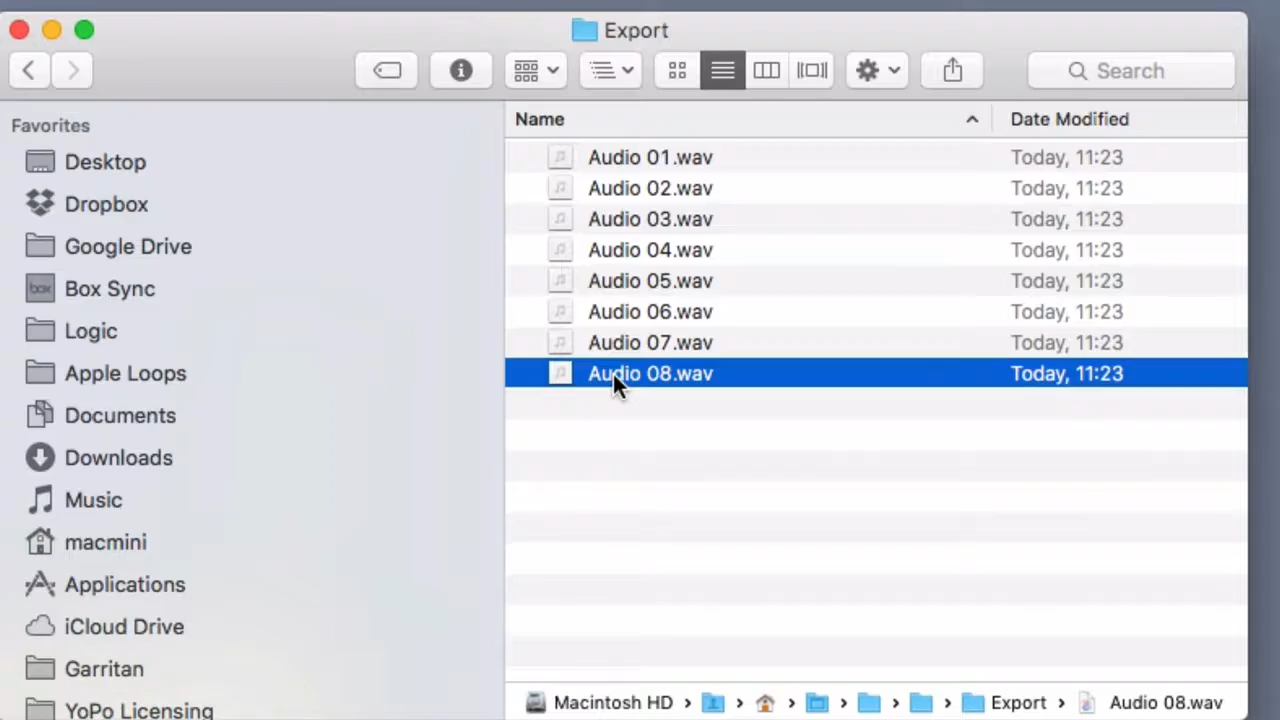 Export
Search
Favorites
Desktop
Dropbox
Google Drive
box Box Sync
Logic
Apple Loops
Documents
Downloads
Music
macmini
Applications
iCloud Drive
Garritan
YoPo Licensing
Name Date Modified
Audio 01.wav Today, 11:23
Audio 02.wav Today, 11:23
Audio 03.wav Today, 11:23
Audio 04.wav Today, 11:23
Audio 05.wav Today, 11:23
Audio 06.wav Today, 11:23
Audio 07.wav Today, 11:23
Audio 08.wav Today, 11:23
Macintosh HD › › › › › › Export › Audio 08.wav